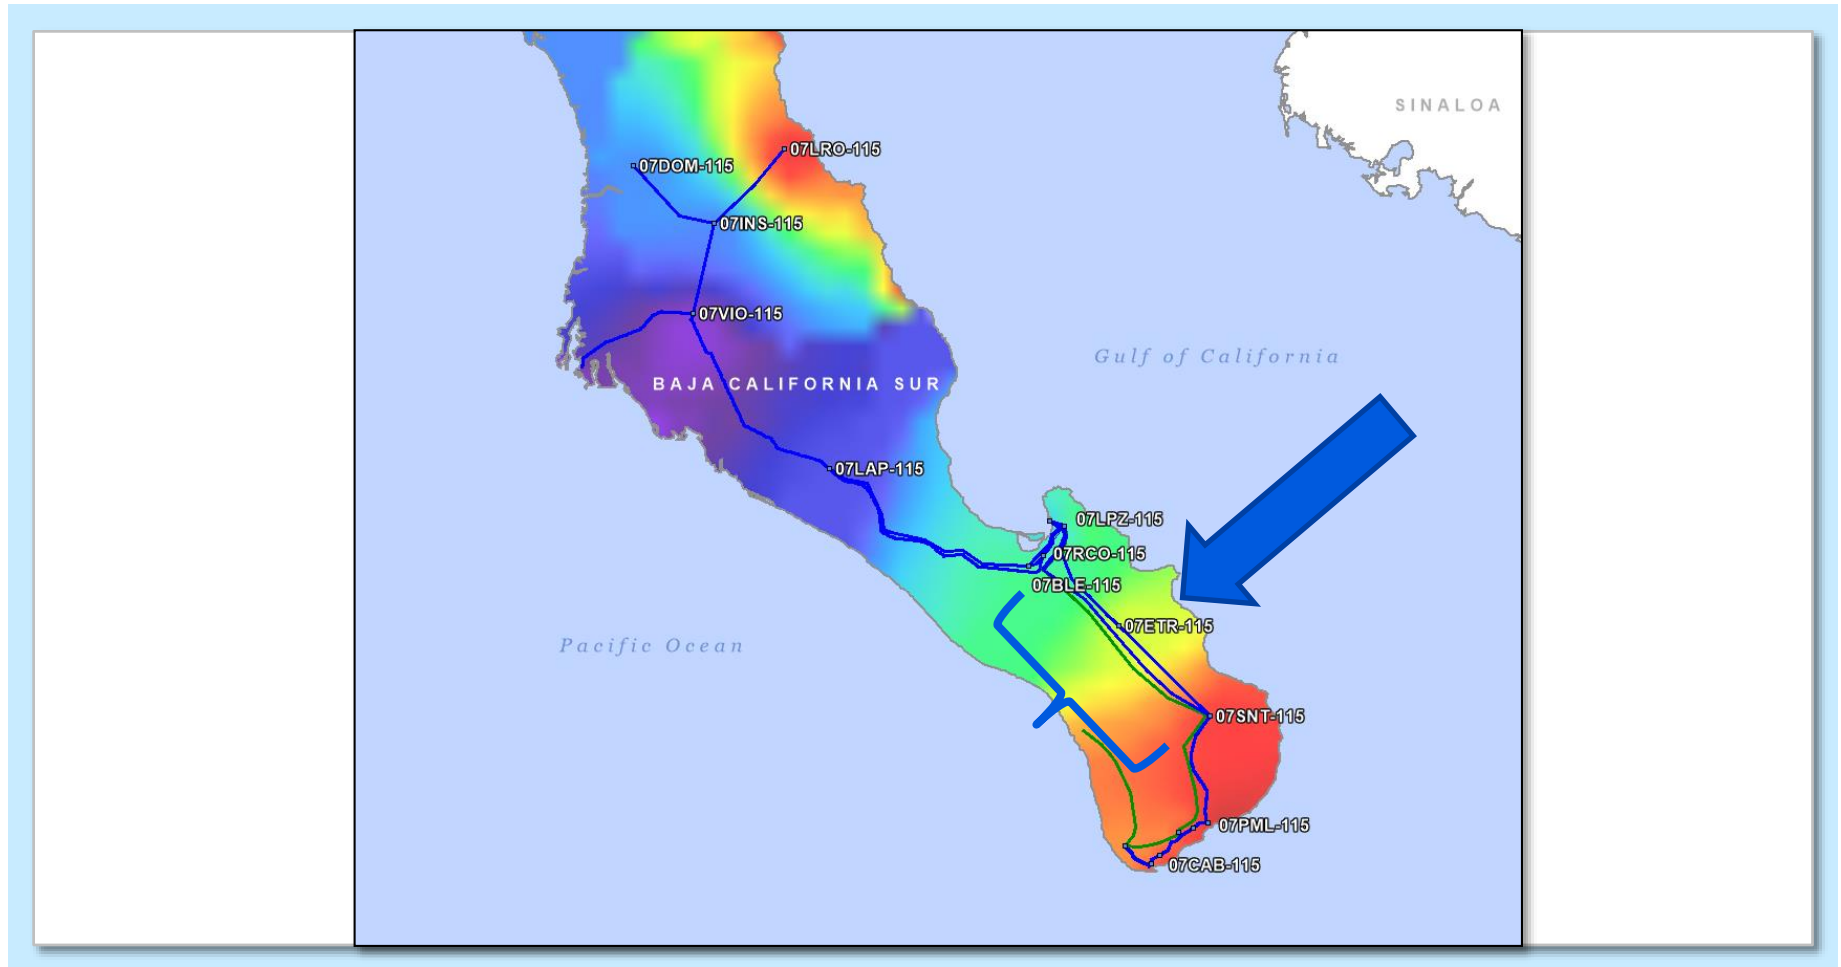 SINALOA
07LRO-115
07DOM-115
07INS-115
07VIO-115
Gulf of California
BAJA CALIFORNIA SUR
07LAP-115
07LPZ-115
07RCO-115
07BLE-115
07ETR-115
Pacific Ocean
07SNT-115
07PML-115
07CAB-115